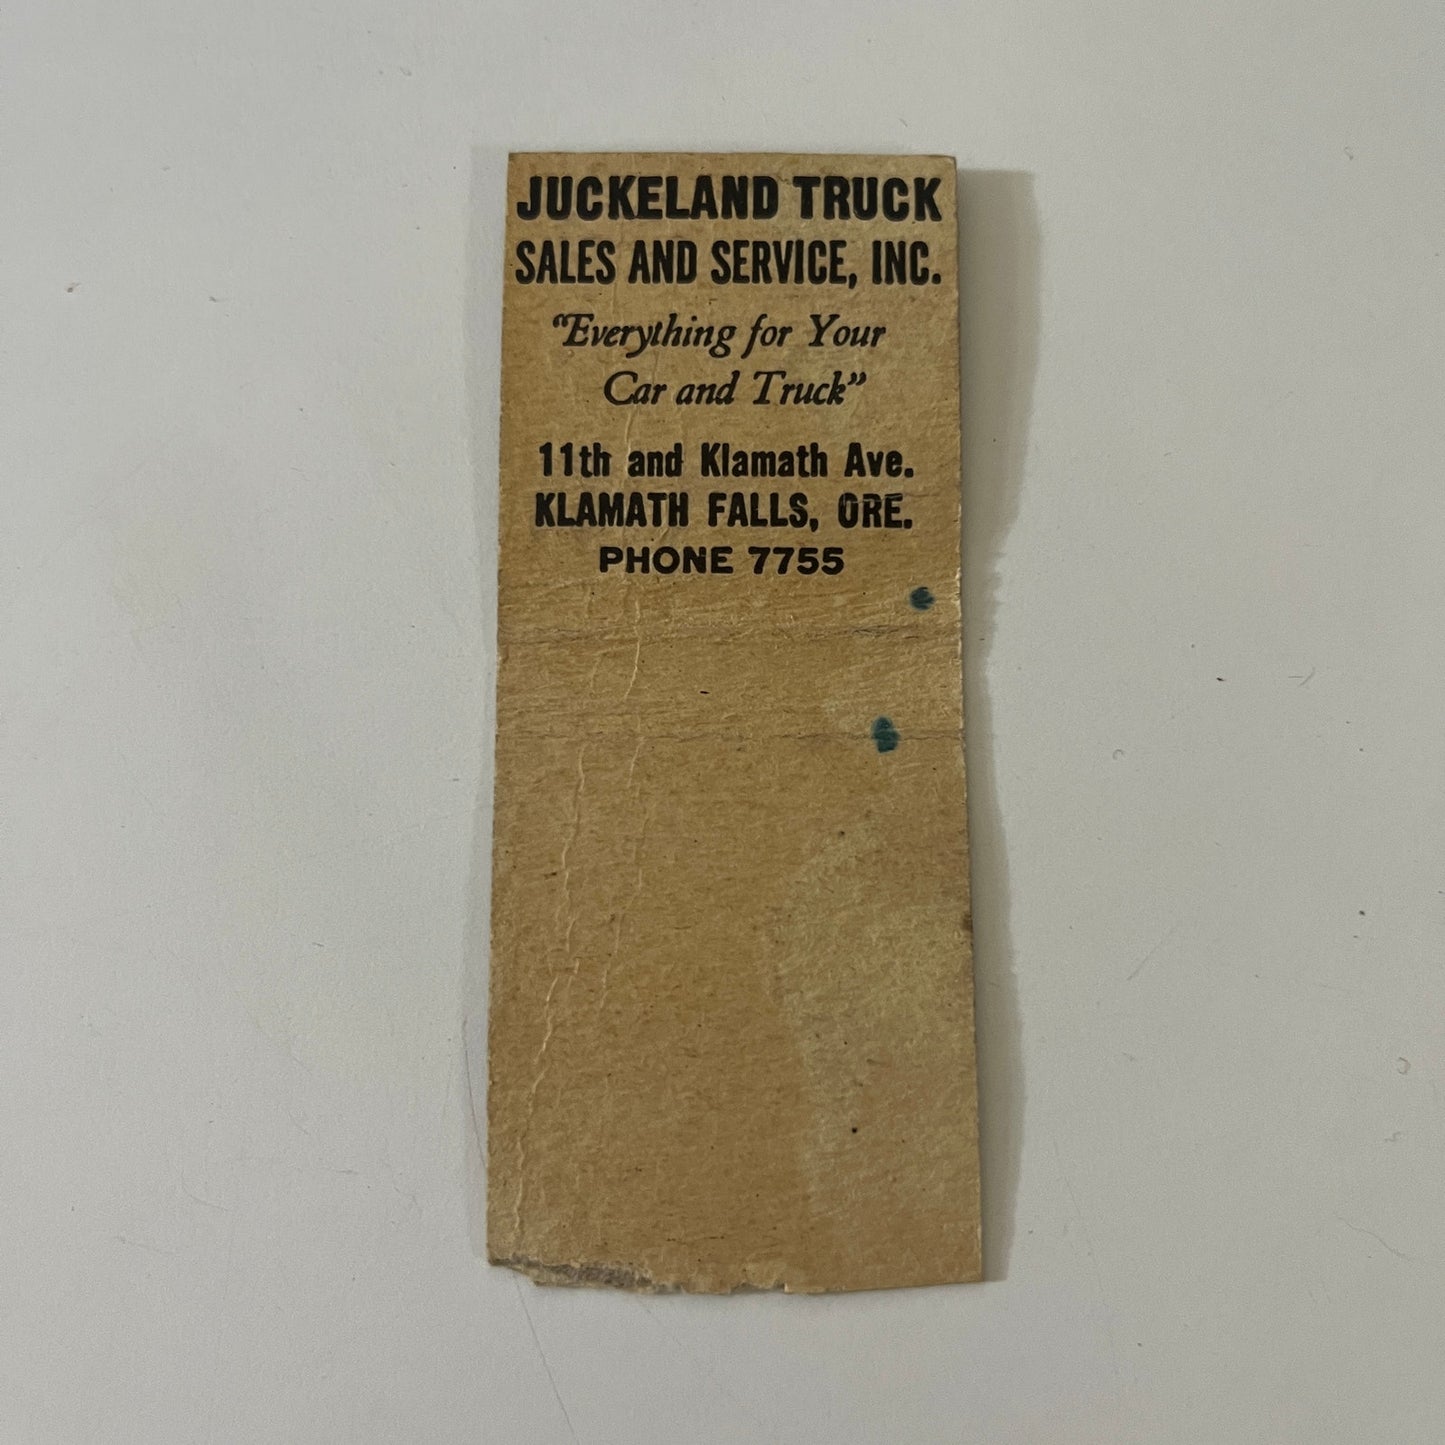 JUCKELAND TRUCK
SALES AND SERVICE, INC.
"Everything for Your
Car and Truck"
11th and Klamath Ave.
KLAMATH FALLS, ORE.
PHONE 7755